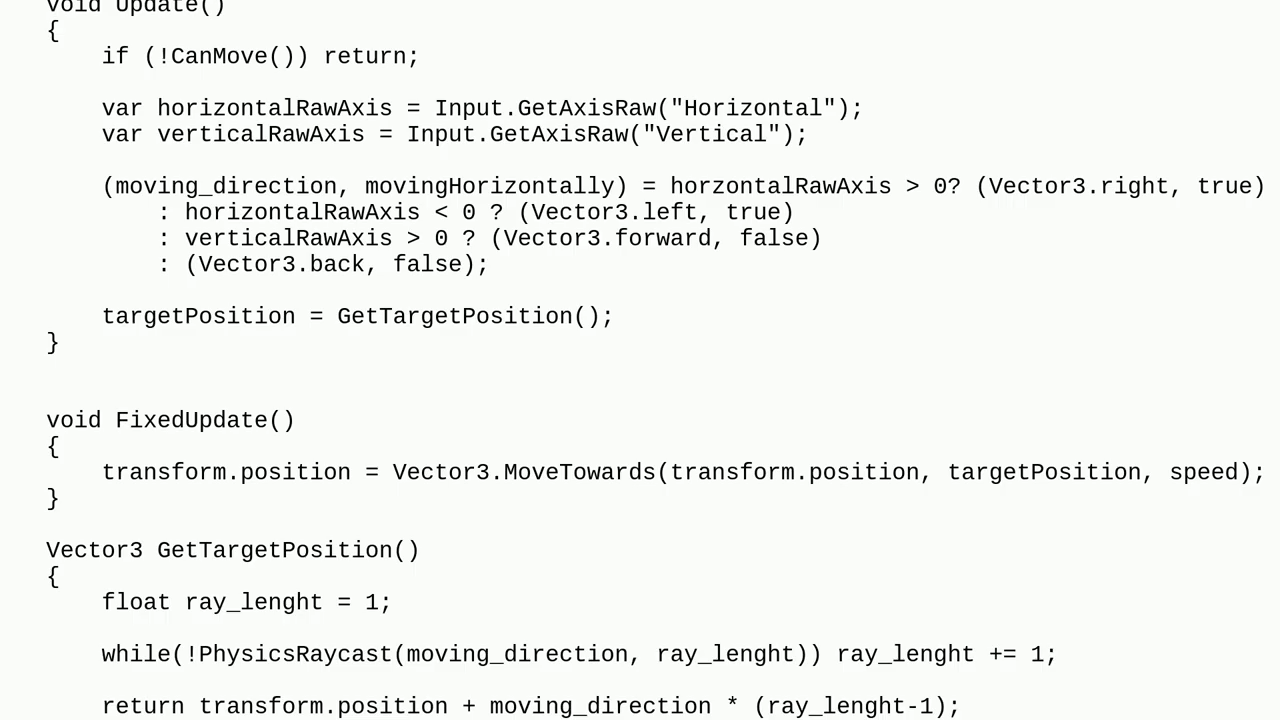 void Update()
{
    if (!CanMove()) return;

    var horizontalRawAxis = Input.GetAxisRaw("Horizontal");
    var verticalRawAxis = Input.GetAxisRaw("Vertical");

    (moving_direction, movingHorizontally) = horzontalRawAxis > 0? (Vector3.right, true)
        : horizontalRawAxis < 0 ? (Vector3.left, true)
        : verticalRawAxis > 0 ? (Vector3.forward, false)
        : (Vector3.back, false);

    targetPosition = GetTargetPosition();
}


void FixedUpdate()
{
    transform.position = Vector3.MoveTowards(transform.position, targetPosition, speed);
}

Vector3 GetTargetPosition()
{
    float ray_lenght = 1;

    while(!PhysicsRaycast(moving_direction, ray_lenght)) ray_lenght += 1;

    return transform.position + moving_direction * (ray_lenght-1);